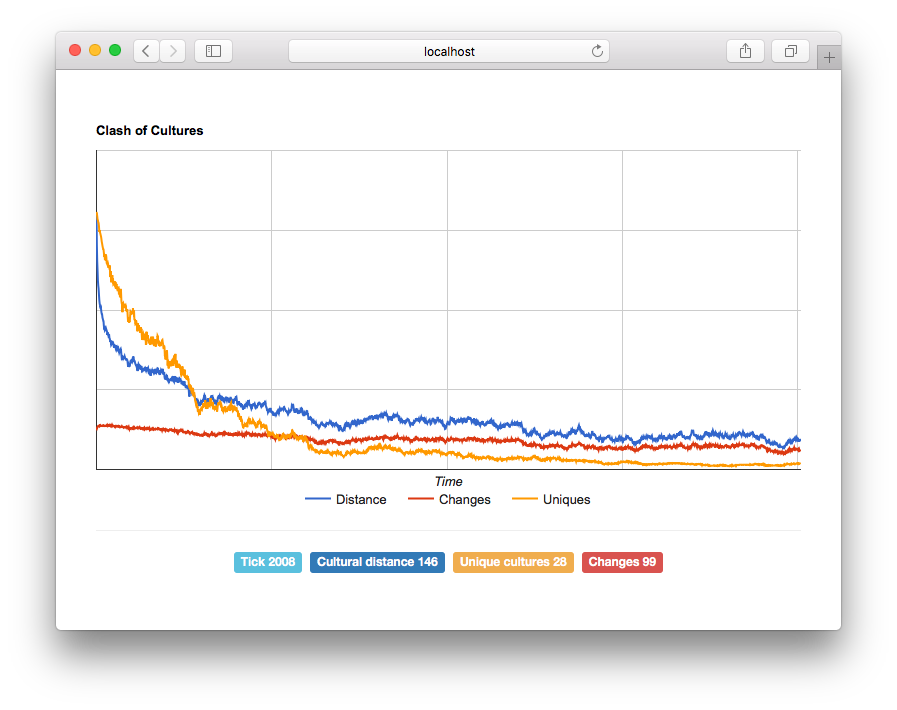 localhost
Clash of Cultures
Time
Distance Changes Uniques
Tick 2008 Cultural distance 146 Unique cultures 28 Changes 99